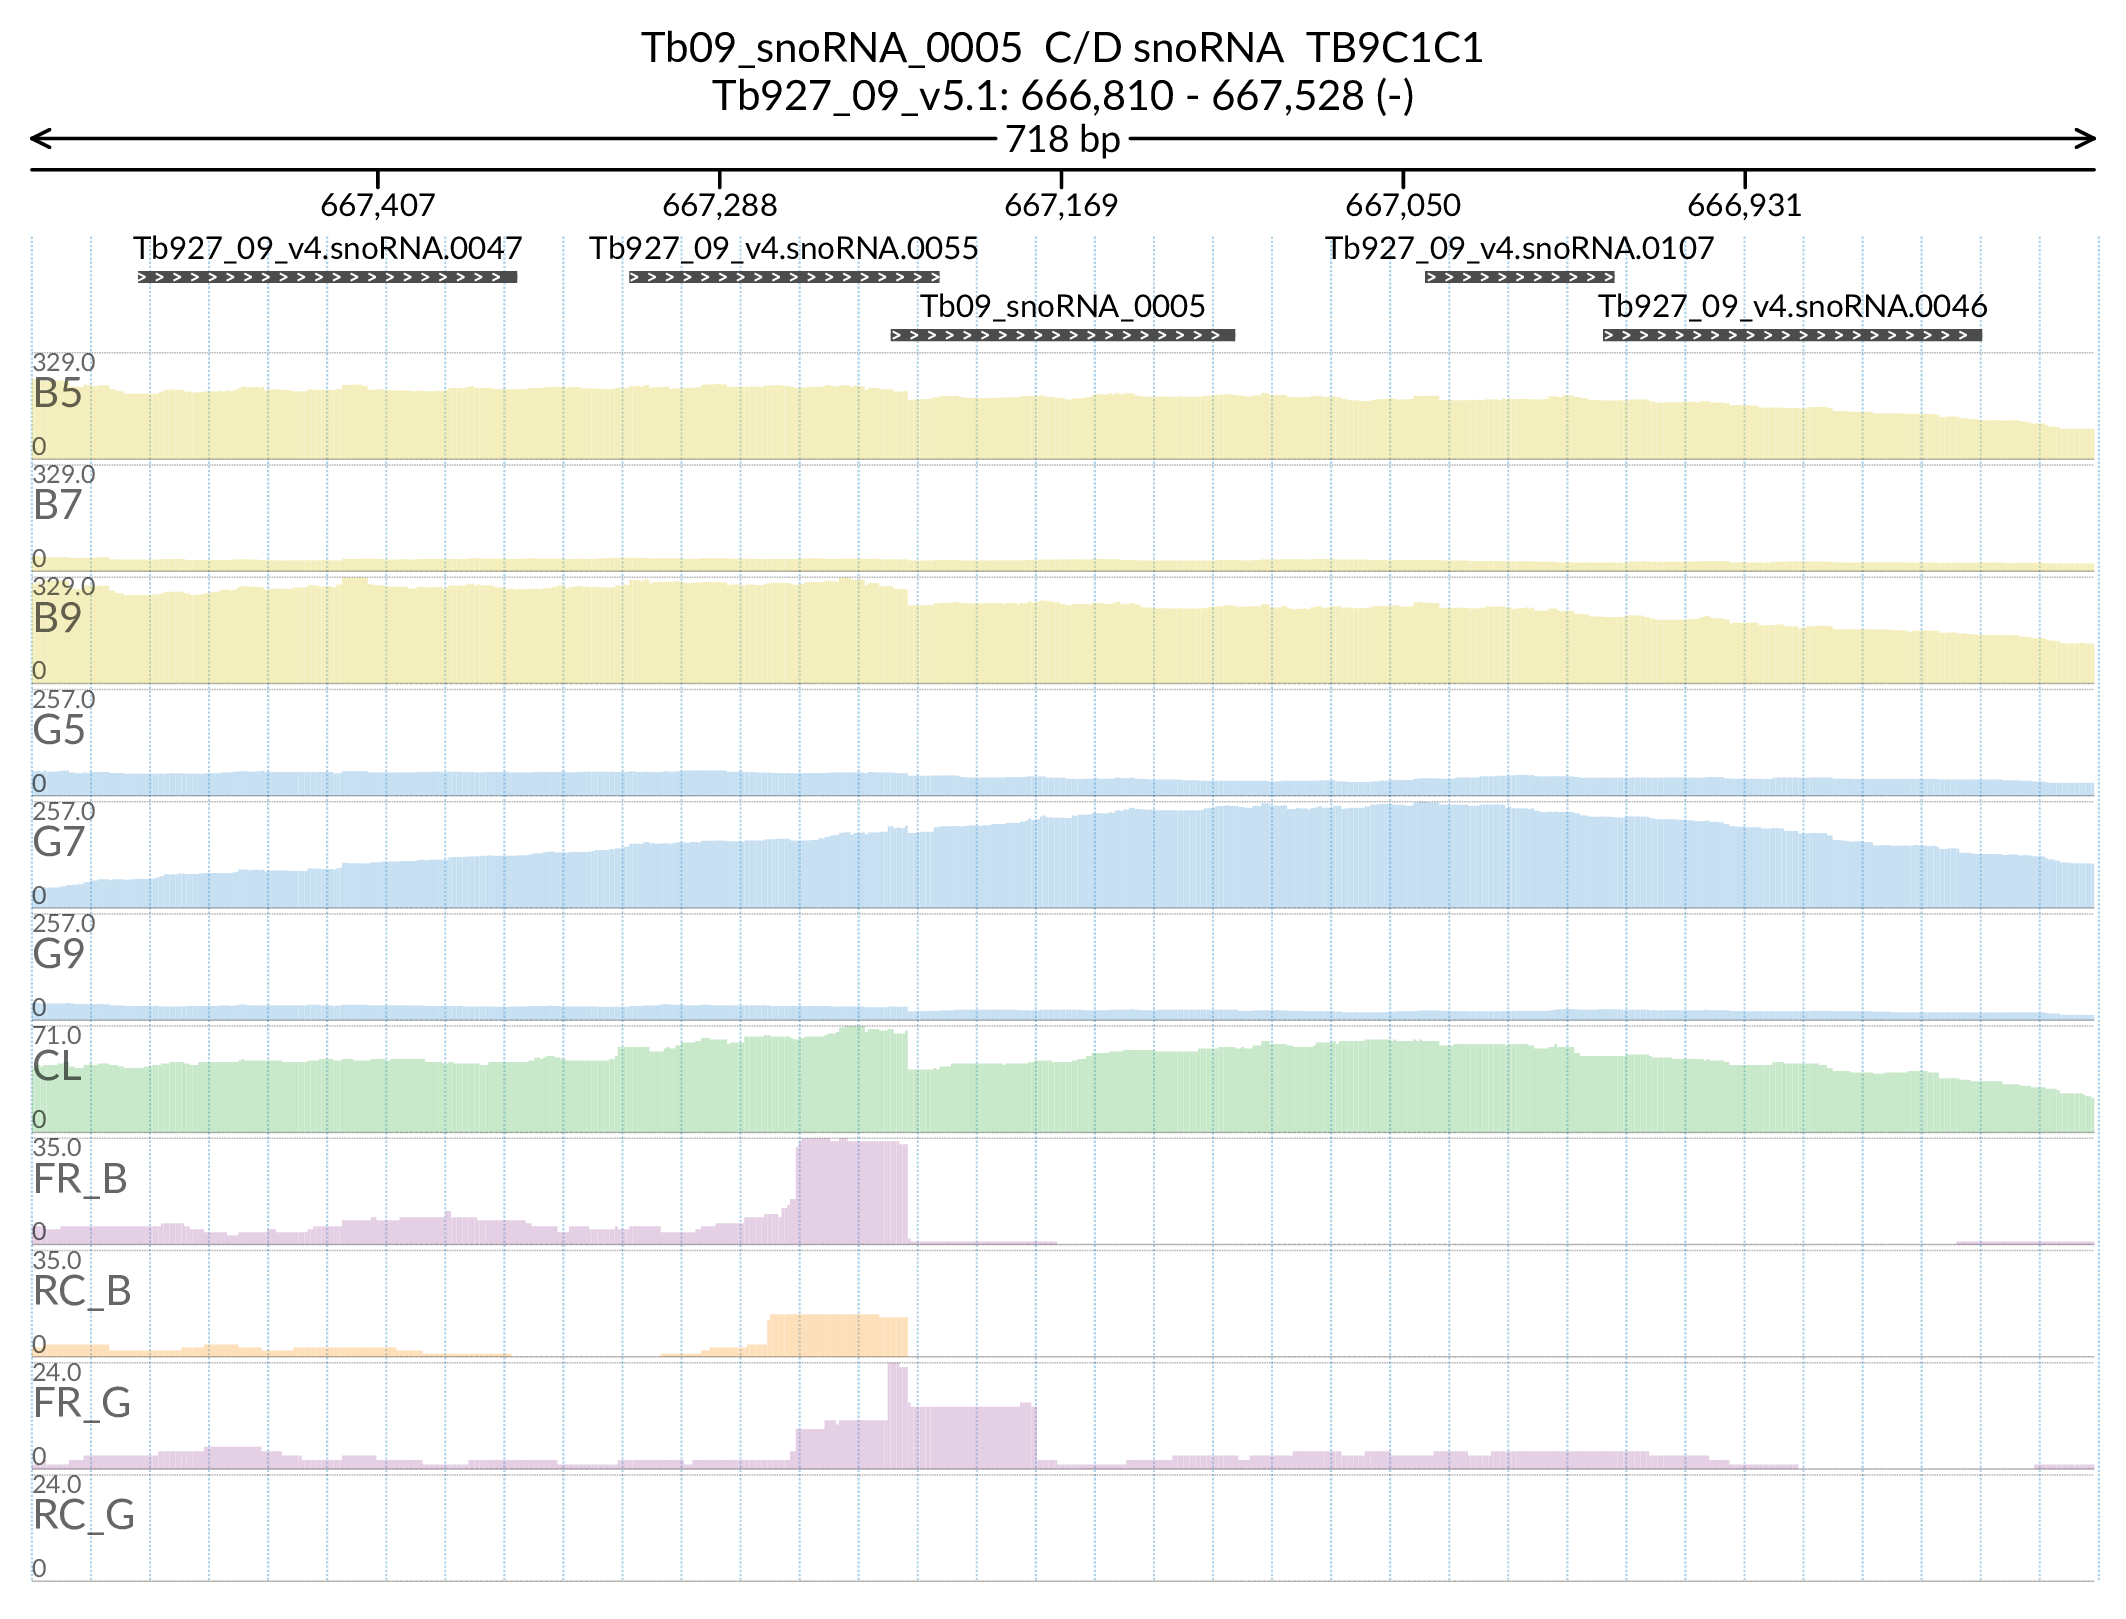 Tb09_snoRNA_0005 C/D snoRNA TB9C1C1
Tb927_09_v5.1: 666,810 - 667,528 (-)
718 bp
667,407 667,288 667,169 667,050 666,931
Tb927_09_v4.snoRNA.0047 Tb927_09_v4.snoRNA.0055 Tb927_09_v4.snoRNA.0107
Tb09_snoRNA_0005 Tb927_09_v4.snoRNA.0046
329.0
B5
0
329.0
B7
0
329.0
B9
0
257.0
G5
0
257.0
G7
0
257.0
G9
0
71.0
CL
0
35.0
FR_B
0
35.0
RC_B
0
24.0
FR_G
0
24.0
RC_G
0